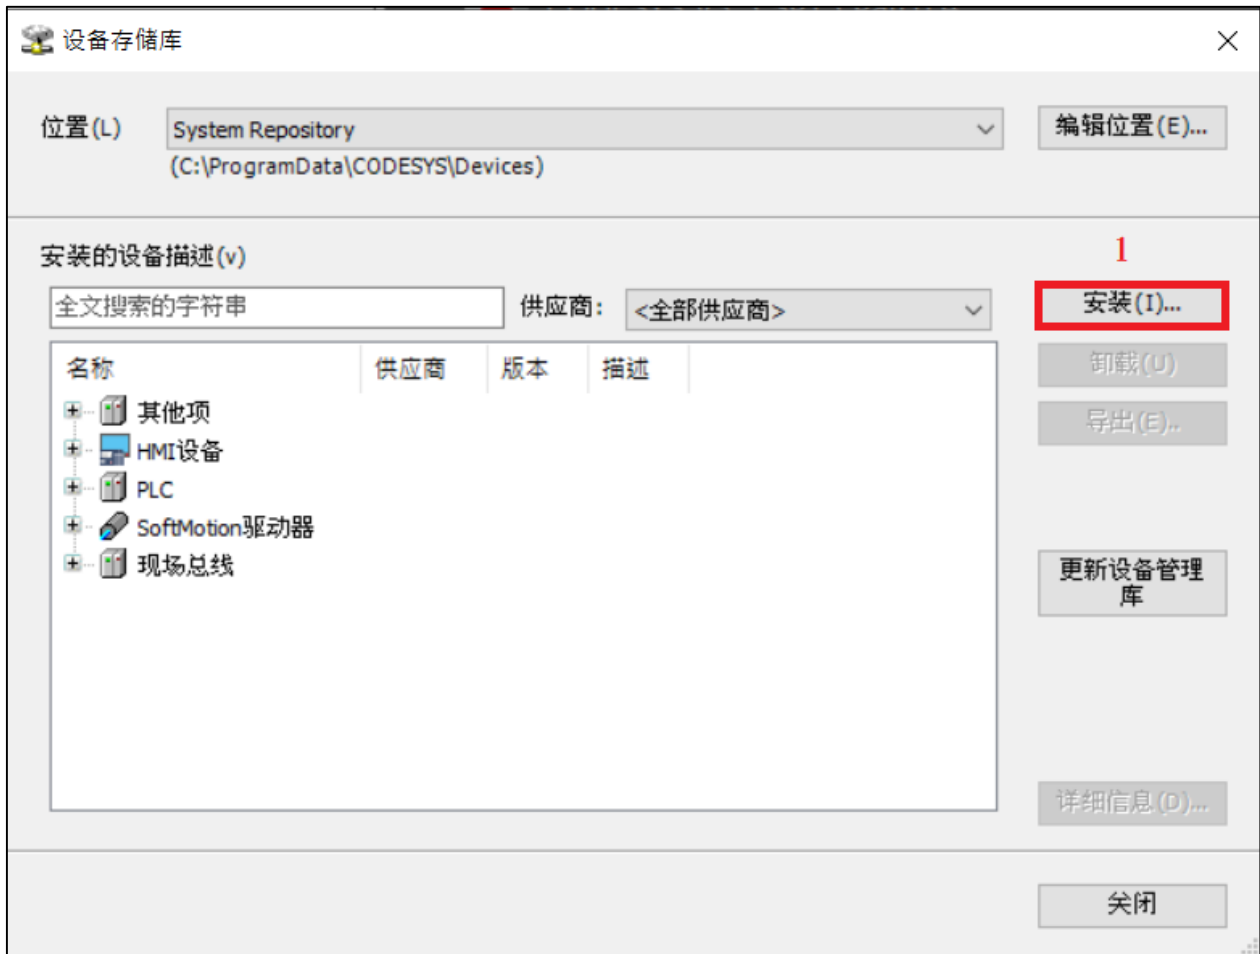 设备存储库
位置(L)
System Repository
编辑位置(E)...
(C:\ProgramData\CODESYS\Devices)
安装的设备描述(v)
1
全文搜索的字符串
供应商:
<全部供应商>
安装(I)...
名称
供应商
版本
描述
卸载(U)
其他项
导出(E)..
HMI设备
PLC
SoftMotion驱动器
现场总线
更新设备管理
库
详细信息(D)...
关闭